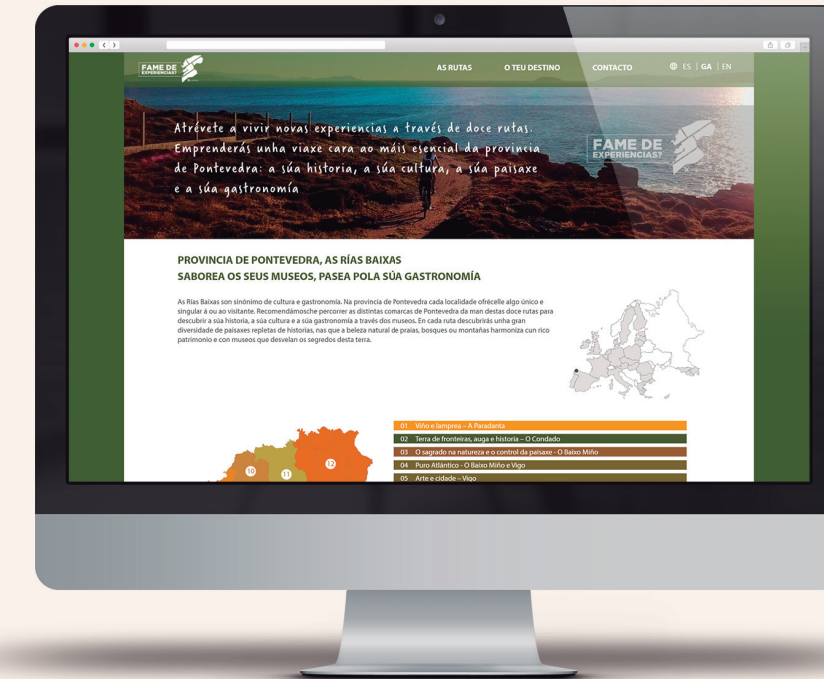 FAME DE
EXPERIENCIAS?
AS RUTAS
O TEU DESTINO
CONTACTO
ES | GA | EN
Atrévete a vivir novas experiencias a través de doce rutas.
Emprenderás unha viaxe cara ao máis esencial da provincia
de Pontevedra: a súa historia, a súa cultura, a súa paisaxe
e a súa gastronomía
FAME DE
EXPERIENCIAS?
PROVINCIA DE PONTEVEDRA, AS RÍAS BAIXAS
SABOREA OS SEUS MUSEOS, PASEA POLA SÚA GASTRONOMÍA
As Rías Baixas son sinónimo de cultura e gastronomía. Na provincia de Pontevedra cada localidade ofrécelle algo único e
singular á ou ao visitante. Recomendámosche percorrer as distintas comarcas de Pontevedra da man destas doce rutas para
descubrir a súa historia, a súa cultura e a súa gastronomía a través dos museos. En cada ruta descubrirás unha gran
diversidade de paisaxes repletas de historias, nas que a beleza natural de praias, bosques ou montañas harmoniza cun rico
patrimonio e con museos que desvelan os segredos desta terra.
01 Viño e lamprea – A Paradanta
02 Terra de fronteiras, auga e historia – O Condado
03 O sagrado na natureza e o control da paisaxe - O Baixo Miño
04 Puro Atlántico - O Baixo Miño e Vigo
05 Arte e cidade – Vigo
10
11
12